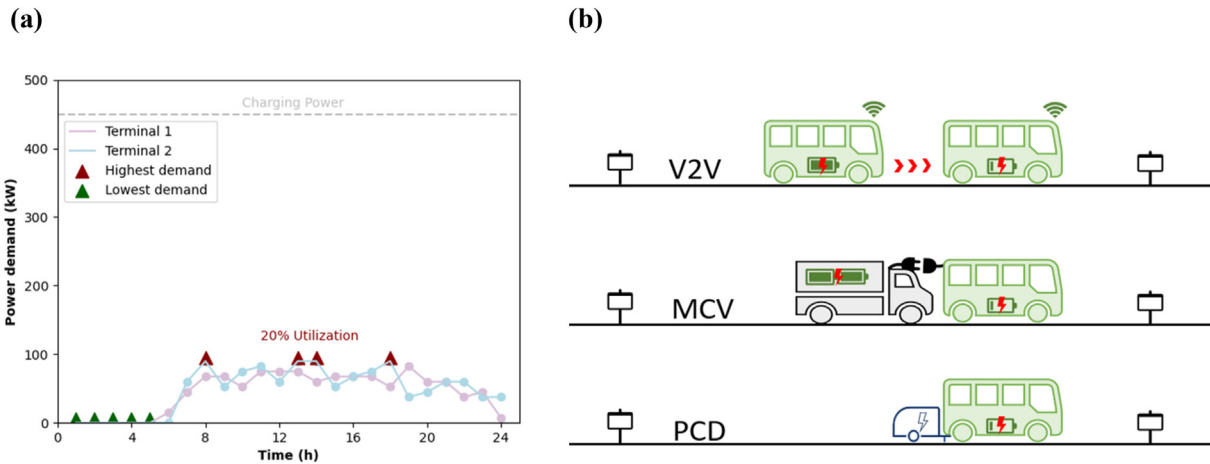 (a)
500
400
300
200
100
0
Power demand (kW)
Charging Power
Terminal 1
Terminal 2
Highest demand
Lowest demand
20% Utilization
0 4 8 12 16 20 24
Time (h)
(b)
V2V
MCV
PCD